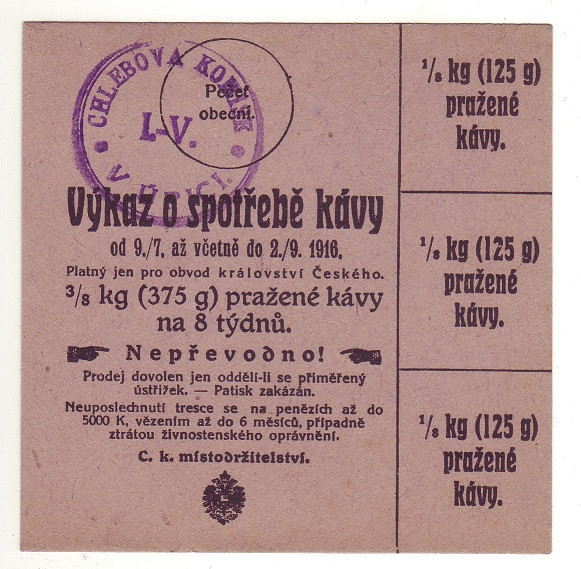 CHLEBOVÁ KOMISE
I.-V.
V
Pečeť
obecní.
Výkaz o spotřebě kávy
od 9./7. až včetně do 2./9. 1916.
Platný jen pro obvod království Českého.
³/₈ kg (375 g) pražené kávy
na 8 týdnů.
Nepřevodno!
Prodej dovolen jen oddělí-li se přiměřený
ústřižek. — Patisk zakázán.
Neuposlechnutí tresce se na penězích až do
5000 K, vězením až do 6 měsíců, případně
ztrátou živnostenského oprávnění.
C. k. místodržitelství.
¹/₈ kg (125 g)
pražené
kávy.
¹/₈ kg (125 g)
pražené
kávy.
¹/₈ kg (125 g)
pražené
kávy.